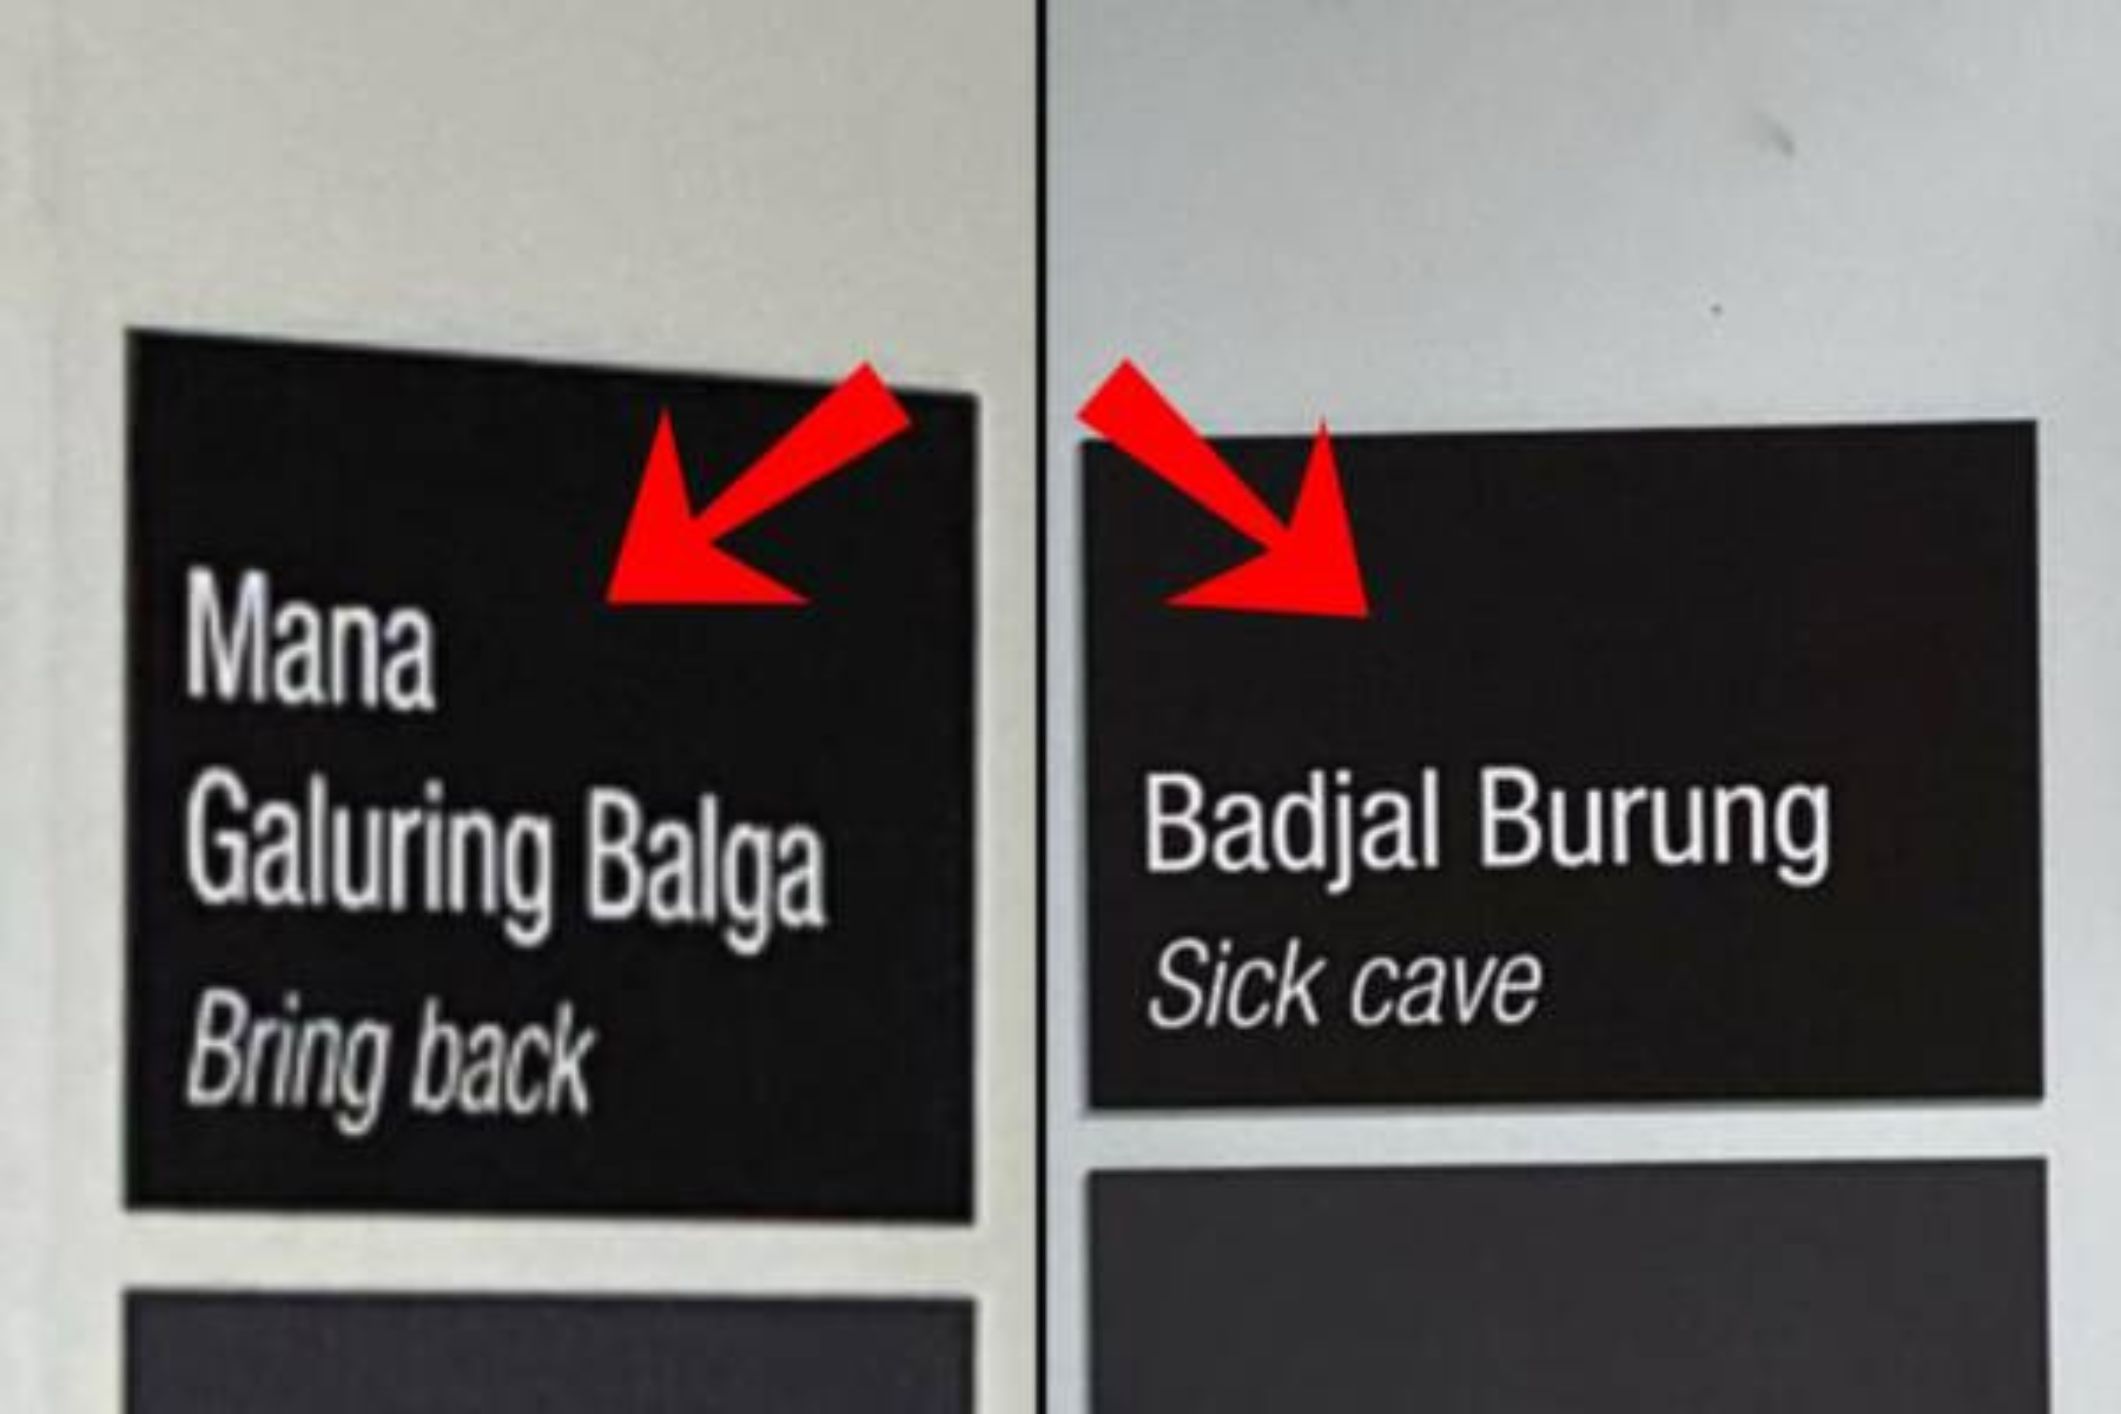 Mana
Galuring Balga
Bring back
Badjal Burung
Sick cave